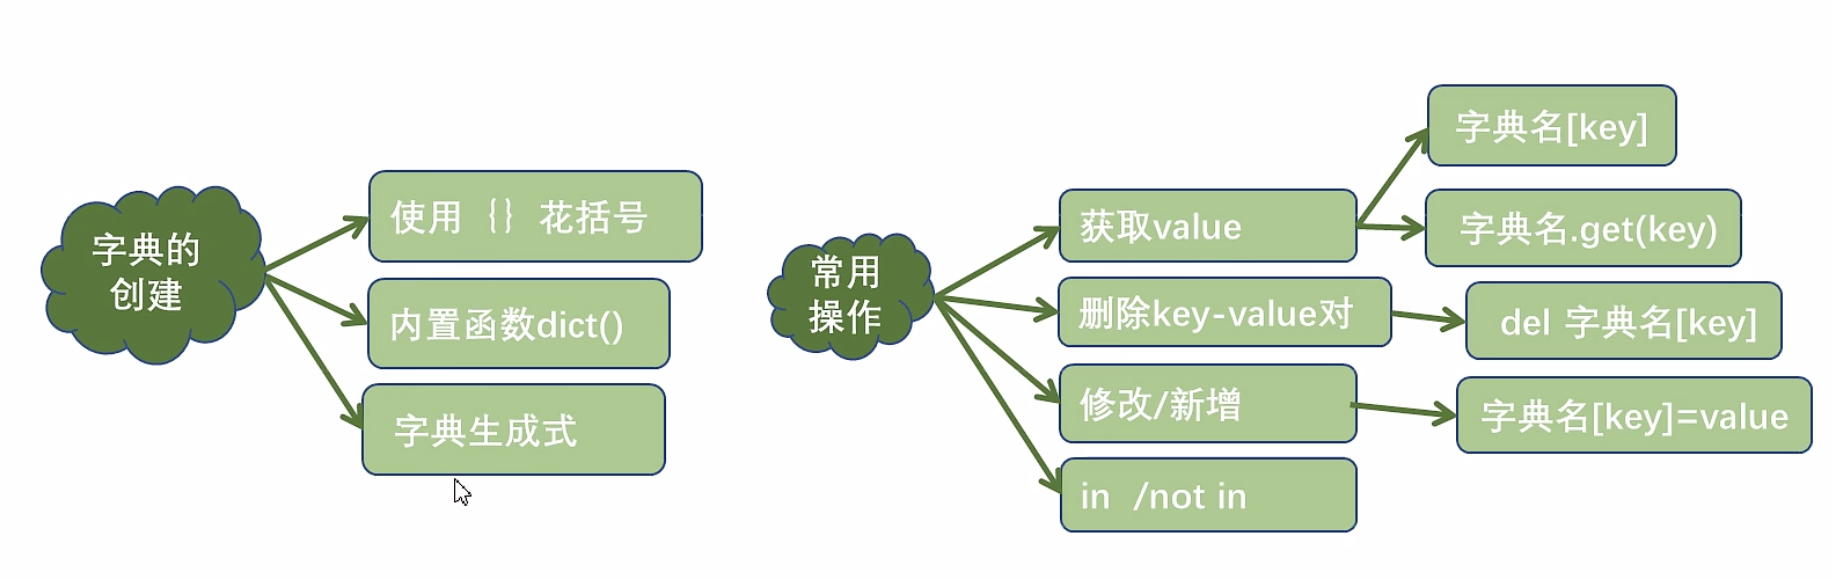 字典的
创建
使用 {} 花括号
内置函数dict()
字典生成式
常用
操作
获取value
字典名[key]
字典名.get(key)
删除key-value对
del 字典名[key]
修改/新增
字典名[key]=value
in /not in